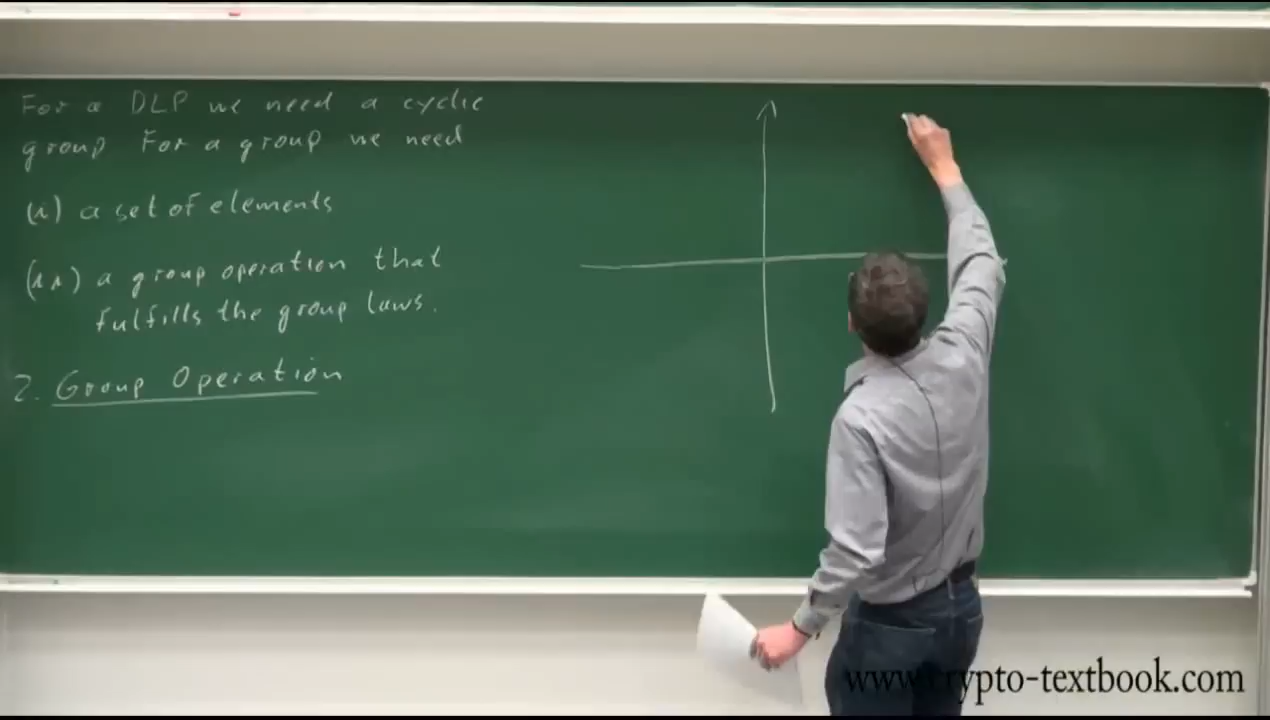 For a DLP we need a cyclic
group For a group we need
(i) a set of elements
(ii) a group operation that
fulfills the group laws.
2. Group Operation
www.crypto-textbook.com